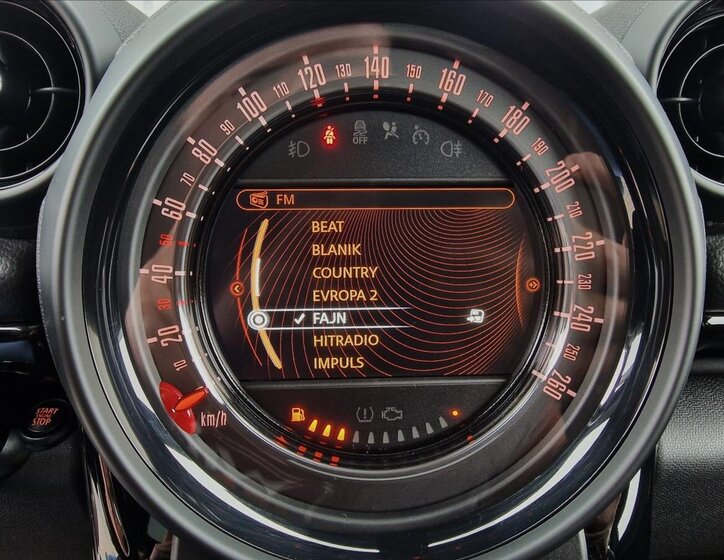 10
20
30
40
50
60
70
80
90
100
110
120
130
140
150
160
170
180
190
200
210
220
230
240
250
260
km/h
OFF
FM
BEAT
BLANIK
COUNTRY
EVROPA 2
FAJN
HITRADIO
IMPULS
START
ENGINE
STOP